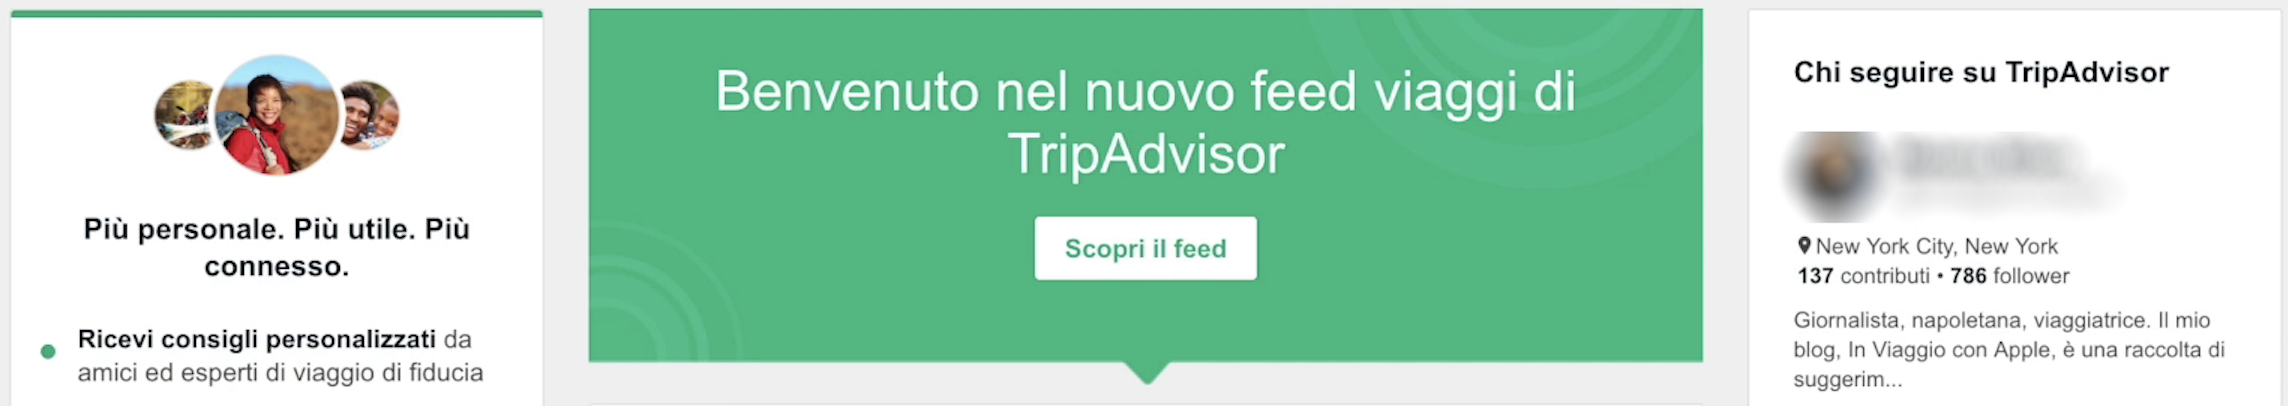 Più personale. Più utile. Più
connesso.
Ricevi consigli personalizzati da
amici ed esperti di viaggio di fiducia
Benvenuto nel nuovo feed viaggi di
TripAdvisor
Scopri il feed
Chi seguire su TripAdvisor
New York City, New York
137 contributi • 786 follower
Giornalista, napoletana, viaggiatrice. Il mio
blog, In Viaggio con Apple, è una raccolta di
suggerim...